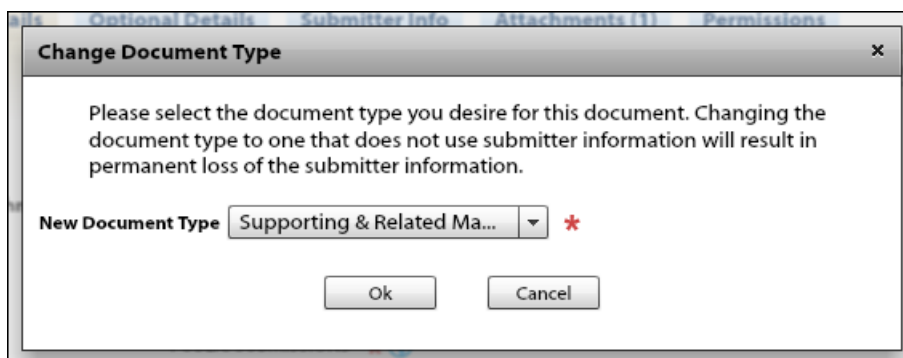 ails Optional Details Submitter Info Attachments (1) Permissions
Change Document Type ×
Please select the document type you desire for this document. Changing the
document type to one that does not use submitter information will result in
permanent loss of the submitter information.
New Document Type Supporting & Related Ma... *
Ok Cancel